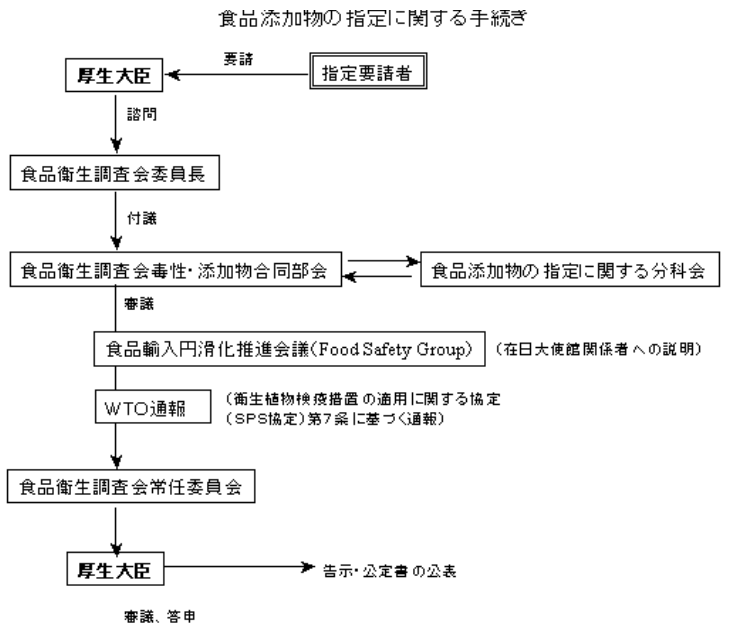 食品添加物の指定に関する手続き
要請
厚生大臣
指定要請者
諮問
食品衛生調査会委員長
付議
食品衛生調査会毒性・添加物合同部会
食品添加物の指定に関する分科会
審議
食品輸入円滑化推進会議(Food Safety Group)
(在日大使館関係者への説明)
WTO通報
(衛生植物検疫措置の適用に関する協定
(SPS協定)第7条に基づく通報)
食品衛生調査会常任委員会
厚生大臣
告示・公定書の公表
審議、答申